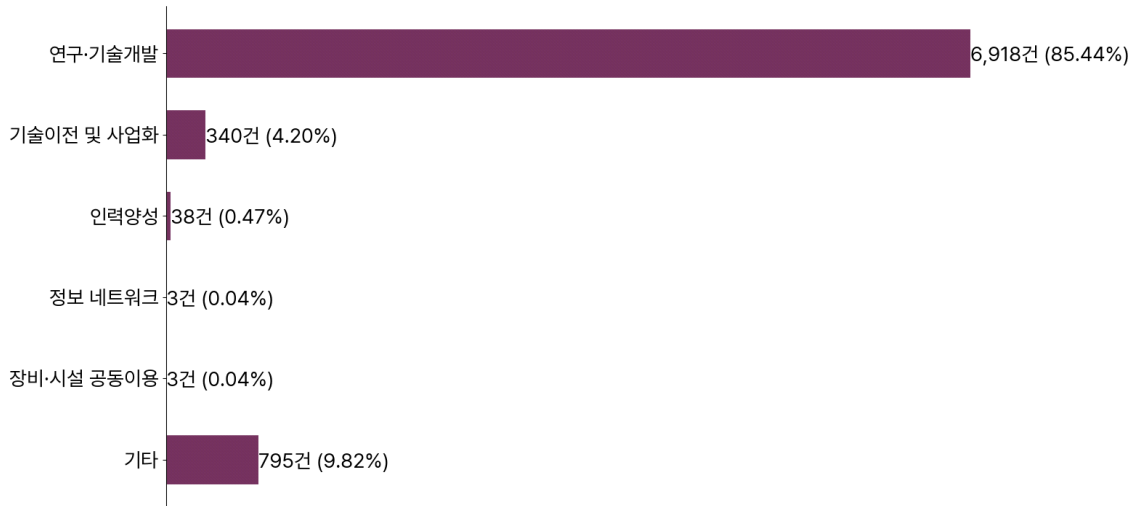 연구·기술개발 6,918건 (85.44%)
기술이전 및 사업화 340건 (4.20%)
인력양성 38건 (0.47%)
정보 네트워크 3건 (0.04%)
장비·시설 공동이용 3건 (0.04%)
기타 795건 (9.82%)